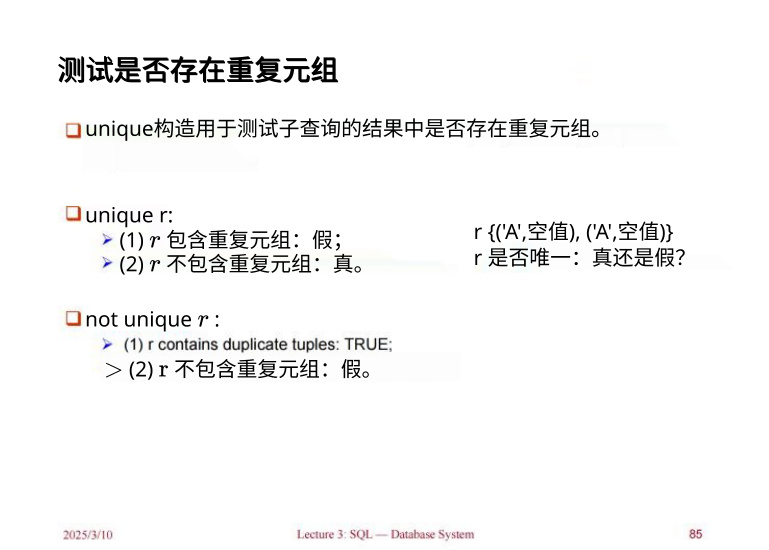 测试是否存在重复元组
unique构造用于测试子查询的结果中是否存在重复元组。
unique r:
(1) r 包含重复元组：假；
(2) r 不包含重复元组：真。
r {('A',空值), ('A',空值)}
r 是否唯一：真还是假？
not unique r :
(1) r contains duplicate tuples: TRUE;
> (2) r 不包含重复元组：假。
2025/3/10
Lecture 3: SQL — Database System
85